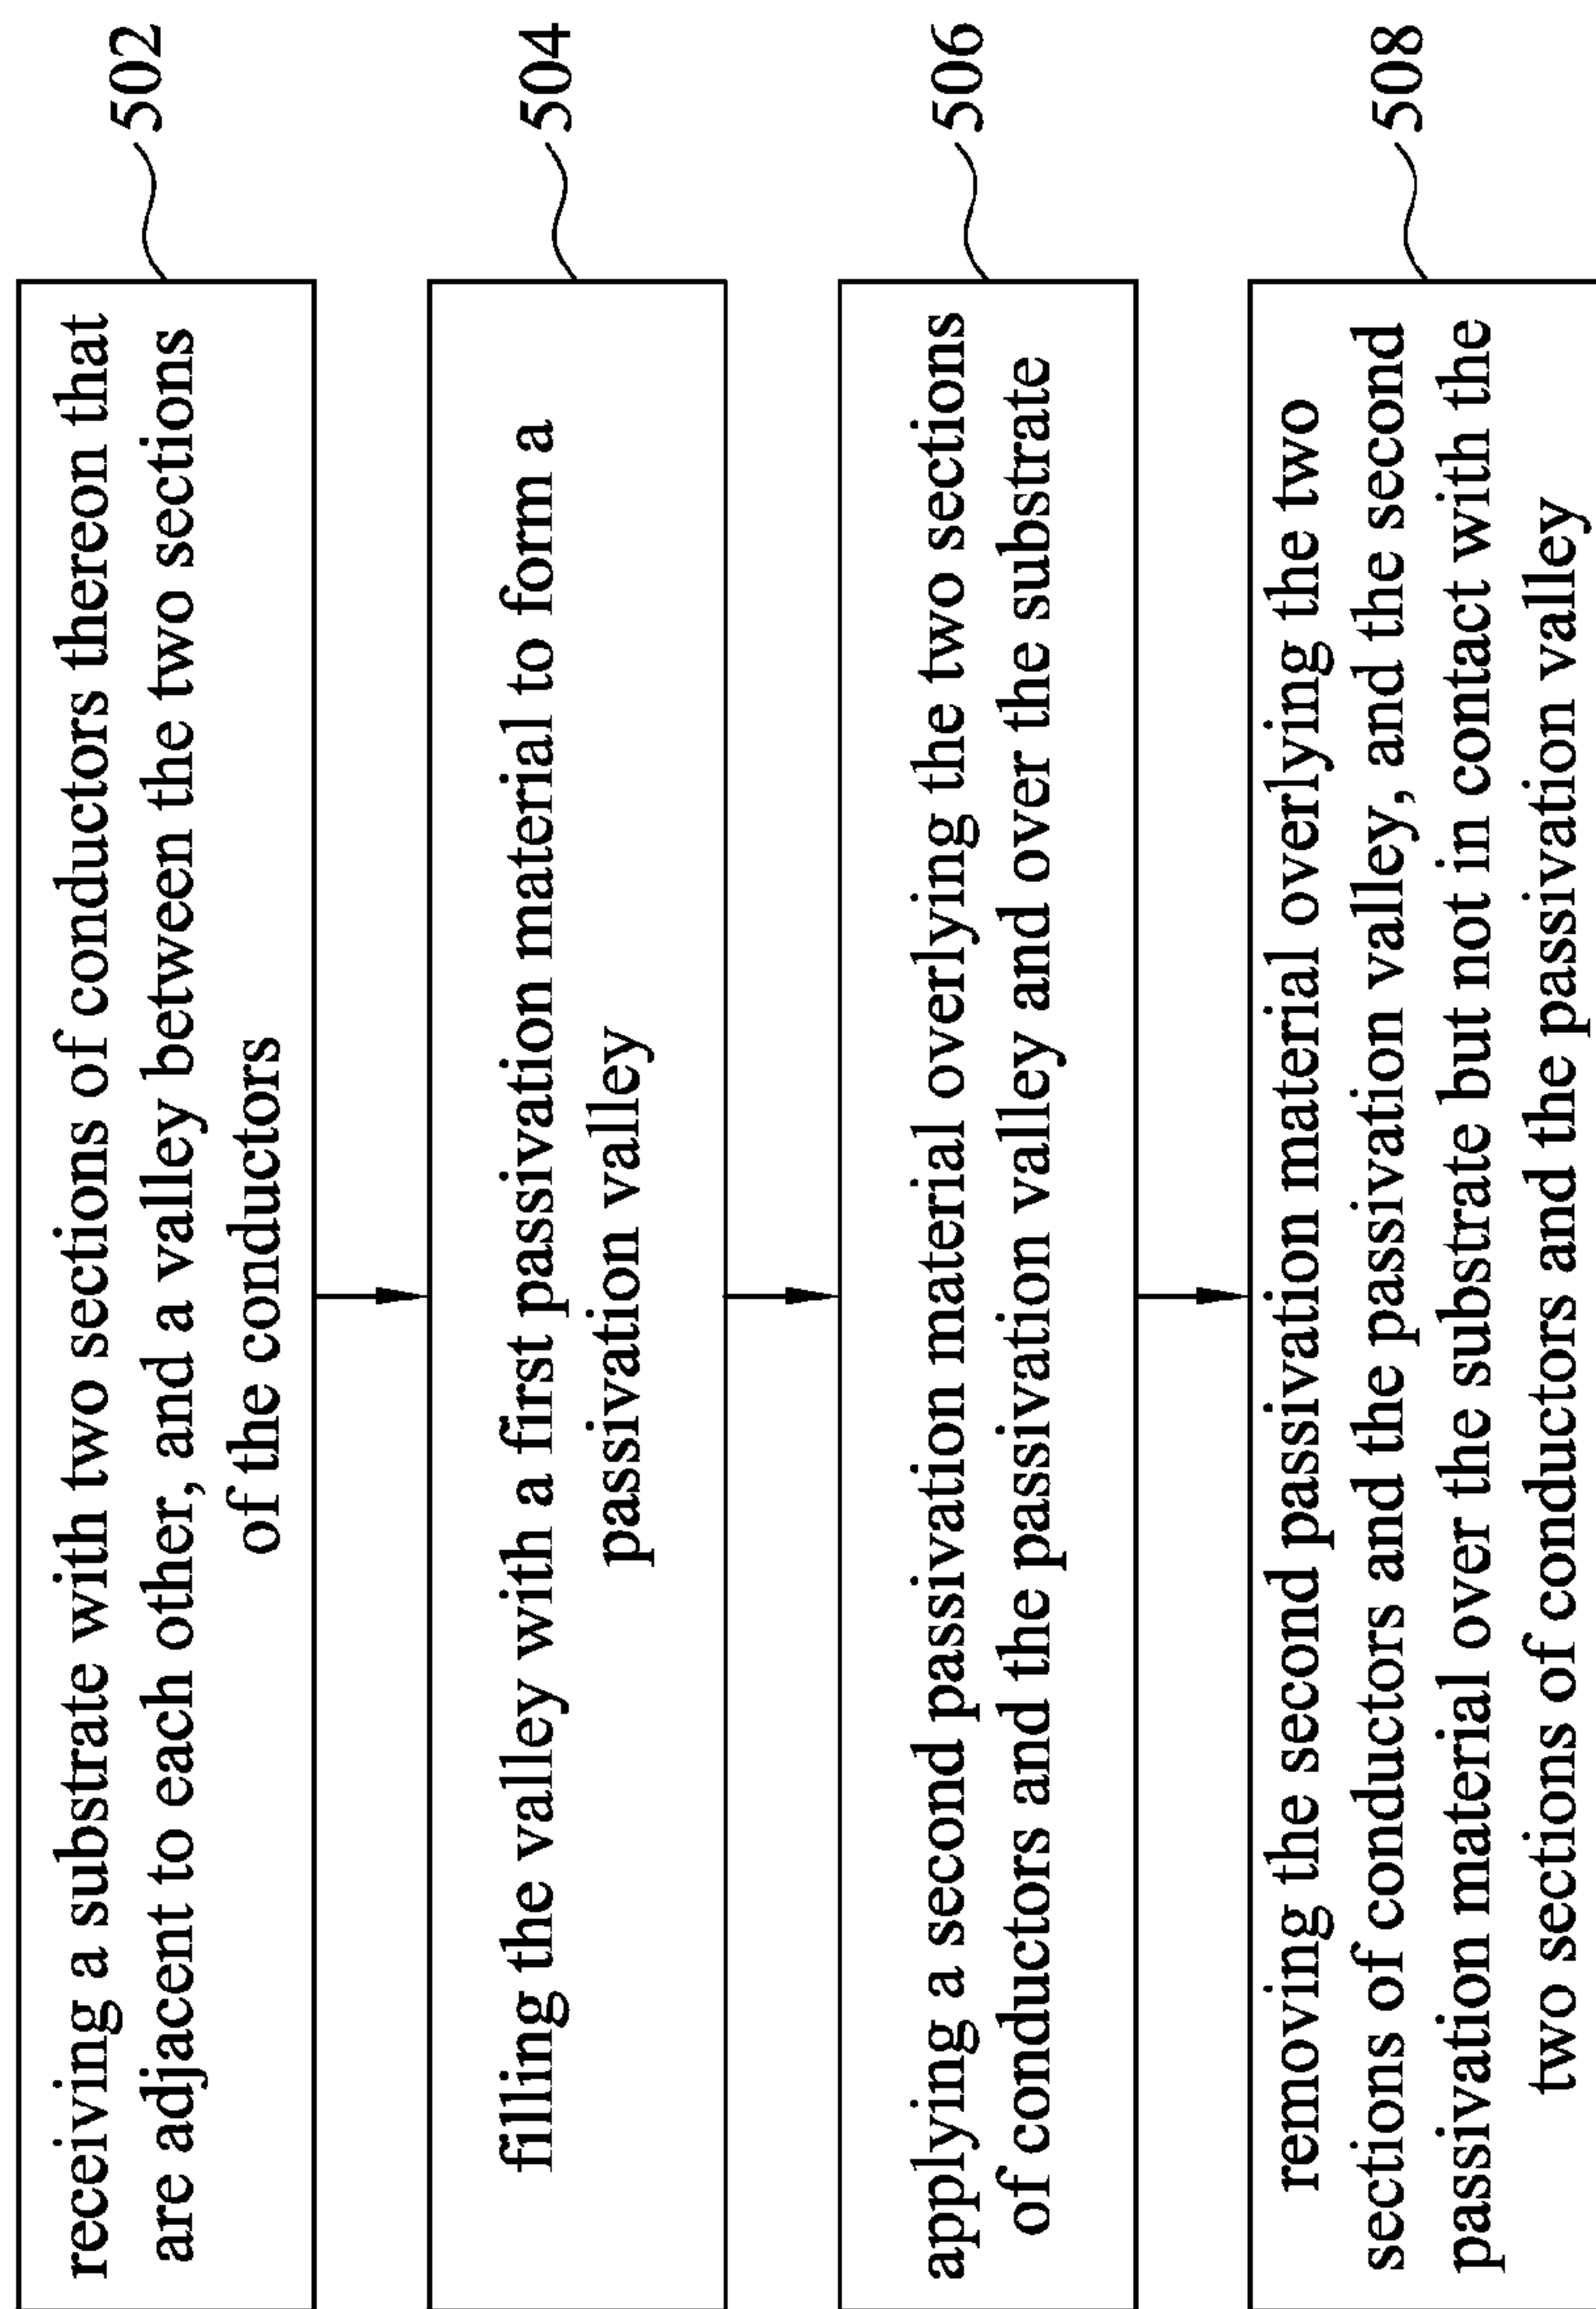 receiving a substrate with two sections of conductors thereon that
are adjacent to each other, and a valley between the two sections
of the conductors
502
filling the valley with a first passivation material to form a
passivation valley
504
applying a second passivation material overlying the two sections
of conductors and the passivation valley and over the substrate
506
removing the second passivation material overlying the two
sections of conductors and the passivation valley, and the second
passivation material over the substrate but not in contact with the
two sections of conductors and the passivation valley
508